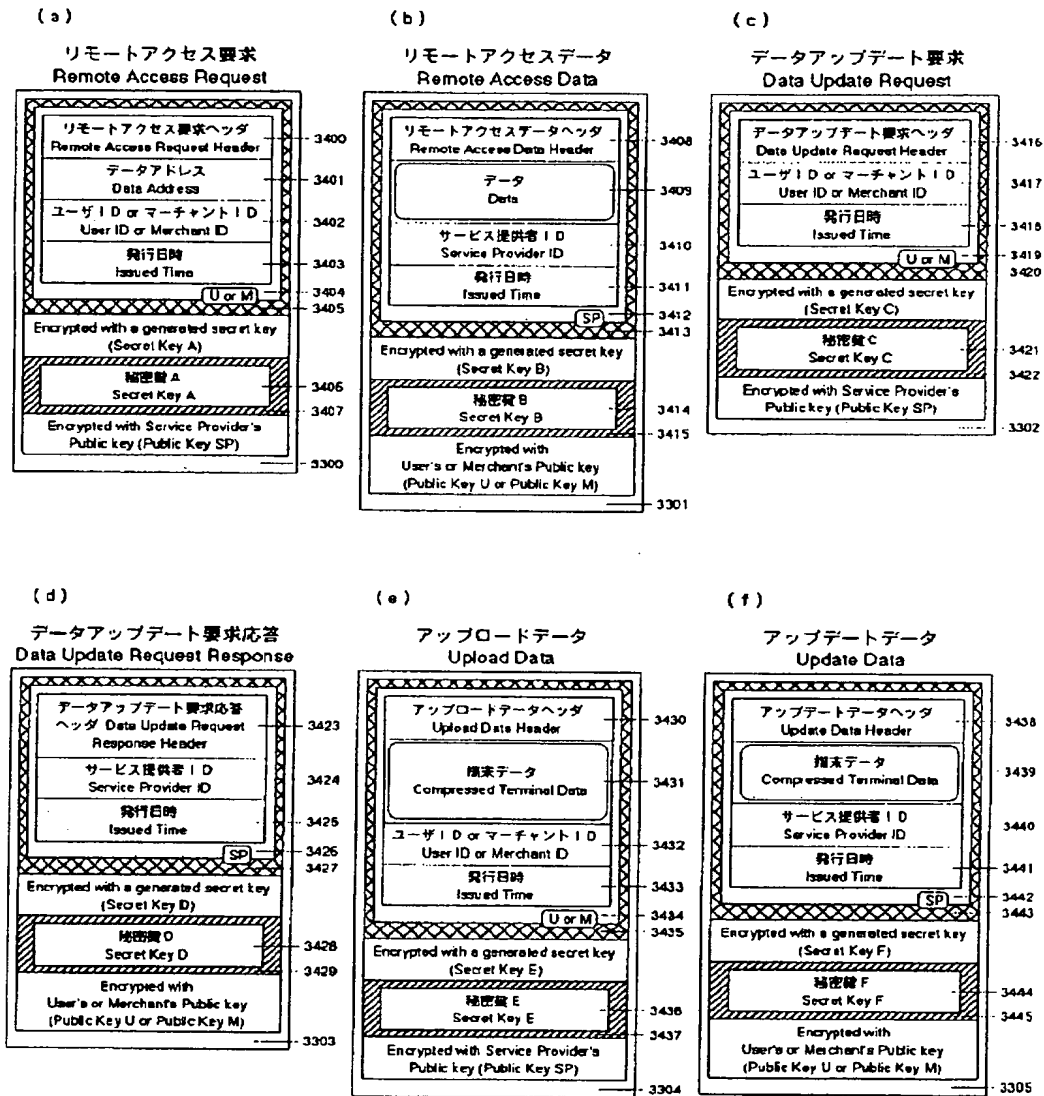 (a)
リモートアクセス要求
Remote Access Request
リモートアクセス要求ヘッダ
Remote Access Request Header
3400
データアドレス
Data Address
3401
ユーザID or マーチャントID
User ID or Merchant ID
3402
発行日時
Issued Time
3403
U or M
3404
3405
Encrypted with a generated secret key
(Secret Key A)
秘密鍵A
Secret Key A
3406
3407
Encrypted with Service Provider's
Public key (Public Key SP)
3300
(b)
リモートアクセスデータ
Remote Access Data
リモートアクセスデータヘッダ
Remote Access Data Header
3408
データ
Data
3409
サービス提供者ID
Service Provider ID
3410
発行日時
Issued Time
3411
SP
3412
3413
Encrypted with a generated secret key
(Secret Key B)
秘密鍵B
Secret Key B
3414
3415
Encrypted with
User's or Merchant's Public key
(Public Key U or Public Key M)
3301
(c)
データアップデート要求
Data Update Request
データアップデート要求ヘッダ
Data Update Request Header
3416
ユーザID or マーチャントID
User ID or Merchant ID
3417
発行日時
Issued Time
3418
U or M
3419
3420
Encrypted with a generated secret key
(Secret Key C)
秘密鍵C
Secret Key C
3421
3422
Encrypted with Service Provider's
Public key (Public Key SP)
3302
(d)
データアップデート要求応答
Data Update Request Response
データアップデート要求応答
ヘッダ Data Update Request
Response Header
3423
サービス提供者ID
Service Provider ID
3424
発行日時
Issued Time
3425
SP
3426
3427
Encrypted with a generated secret key
(Secret Key D)
秘密鍵D
Secret Key D
3428
3429
Encrypted with
User's or Merchant's Public key
(Public Key U or Public Key M)
3303
(e)
アップロードデータ
Upload Data
アップロードデータヘッダ
Upload Data Header
3430
端末データ
Compressed Terminal Data
3431
ユーザID or マーチャントID
User ID or Merchant ID
3432
発行日時
Issued Time
3433
U or M
3434
3435
Encrypted with a generated secret key
(Secret Key E)
秘密鍵E
Secret Key E
3436
3437
Encrypted with Service Provider's
Public key (Public Key SP)
3304
(f)
アップデートデータ
Update Data
アップデートデータヘッダ
Update Data Header
3438
端末データ
Compressed Terminal Data
3439
サービス提供者ID
Service Provider ID
3440
発行日時
Issued Time
3441
SP
3442
3443
Encrypted with a generated secret key
(Secret Key F)
秘密鍵F
Secret Key F
3444
3445
Encrypted with
User's or Merchant's Public key
(Public Key U or Public Key M)
3305